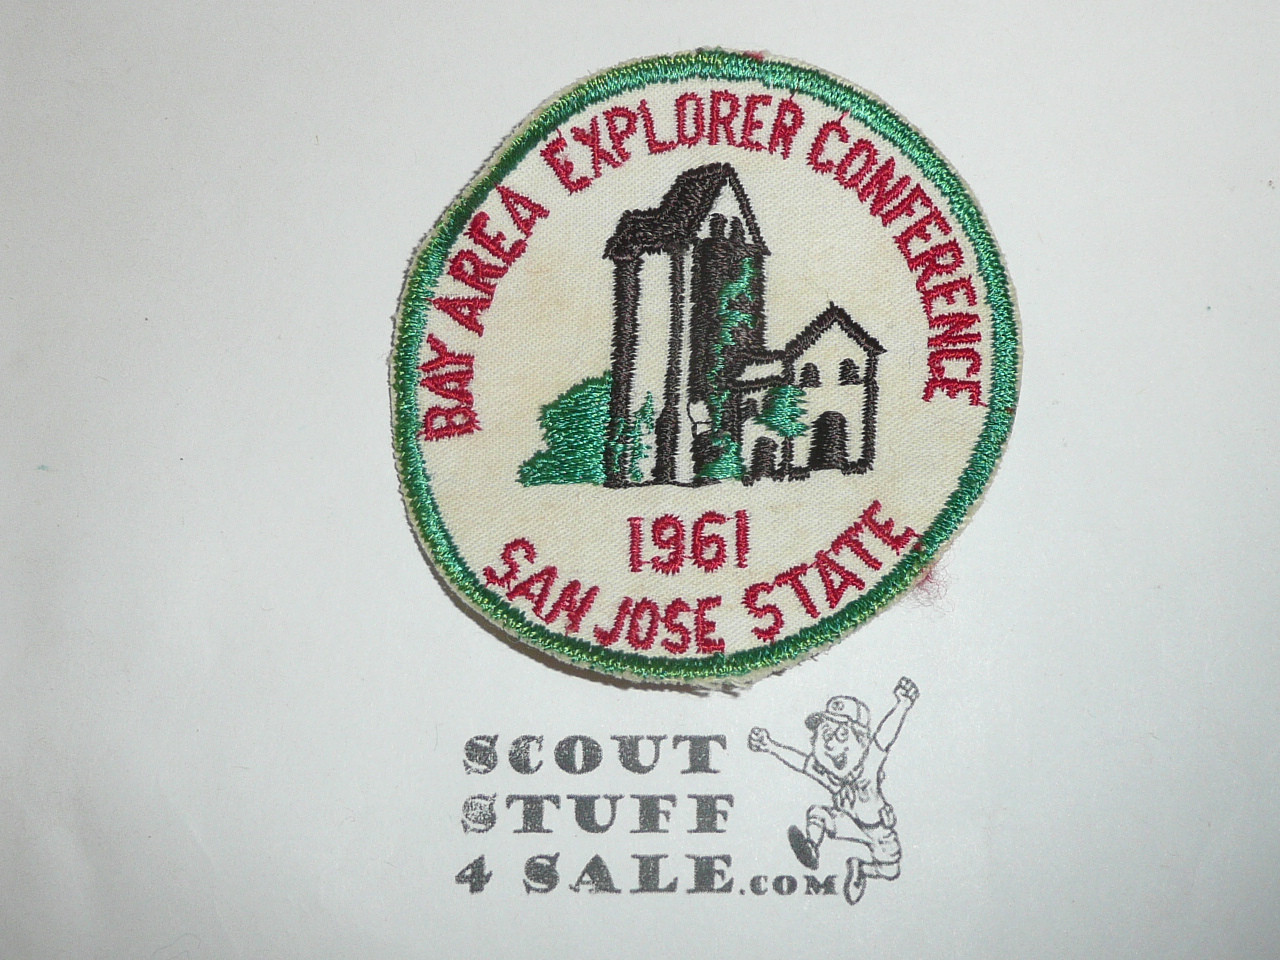 BAY AREA EXPLORER CONFERENCE
1961
SAN JOSE STATE
SCOUT
STUFF
4 SALE.COM